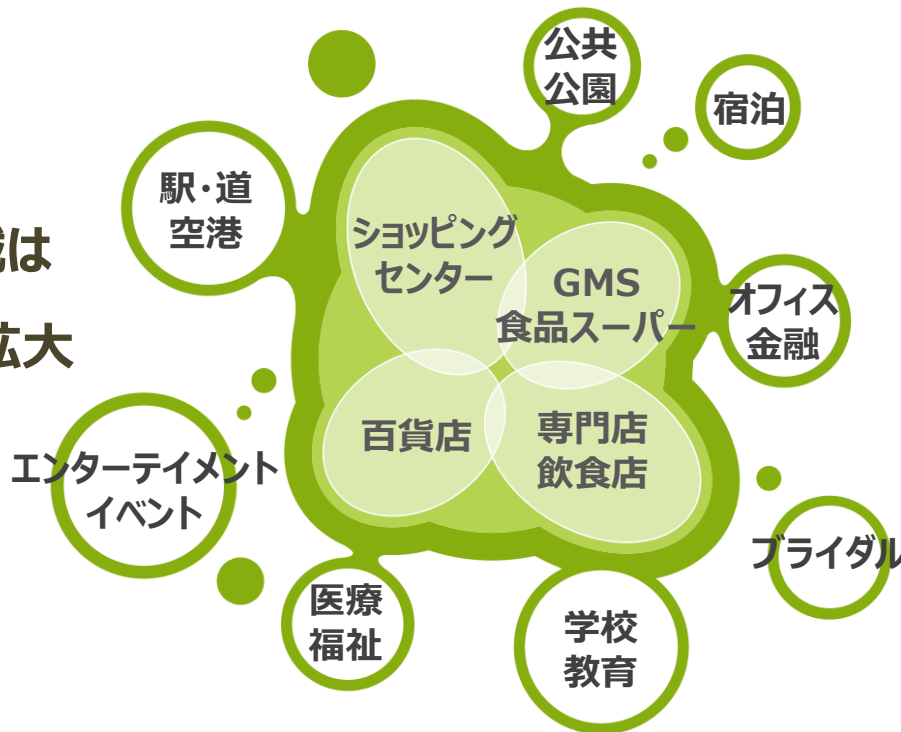 公共
公園
宿泊
駅・道
空港
は
拡大
ショッピング
センター
GMS
食品スーパー
オフィス
金融
百貨店
専門店
飲食店
エンターテイメント
イベント
ブライダル
医療
福祉
学校
教育